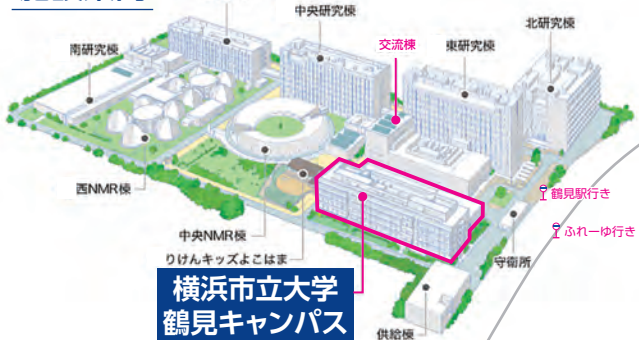 中央研究棟
北研究棟
南研究棟
交流棟
東研究棟
西NMR棟
鶴見駅行き
中央NMR棟
ふれーゆ行き
りけんキッズよこはま
守衛所
横浜市立大学
鶴見キャンパス
供給棟